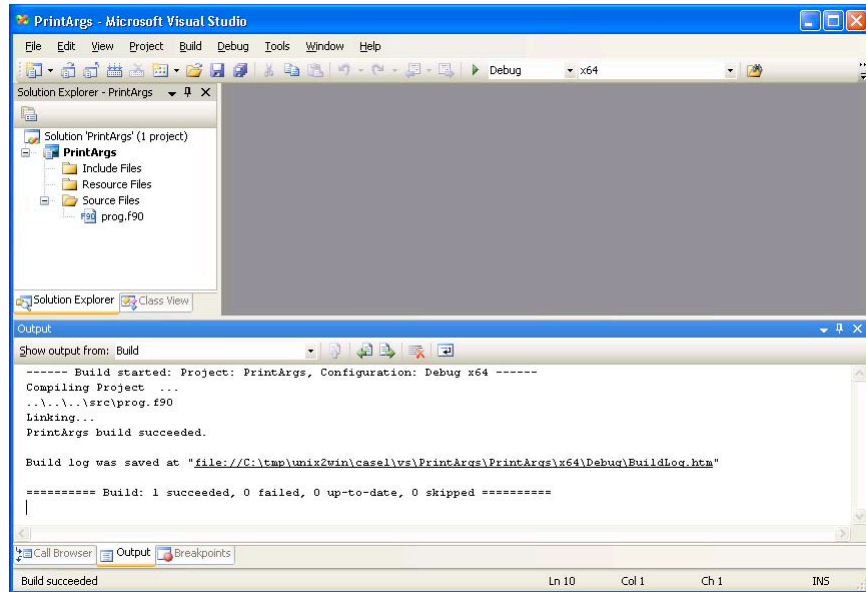 PrintArgs - Microsoft Visual Studio
File Edit View Project Build Debug Tools Window Help
Debug x64
Solution Explorer - PrintArgs
Solution 'PrintArgs' (1 project)
PrintArgs
Include Files
Resource Files
Source Files
F90 prog.f90
Solution Explorer Class View
Output
Show output from: Build
------ Build started: Project: PrintArgs, Configuration: Debug x64 ------
Compiling Project ...
..\..\..\src\prog.f90
Linking...
PrintArgs build succeeded.
Build log was saved at "file://C:\tmp\unix2win\case1\vs\PrintArgs\PrintArgs\x64\Debug\BuildLog.htm"
========== Build: 1 succeeded, 0 failed, 0 up-to-date, 0 skipped ==========
Call Browser Output Breakpoints
Build succeeded Ln 10 Col 1 Ch 1 INS